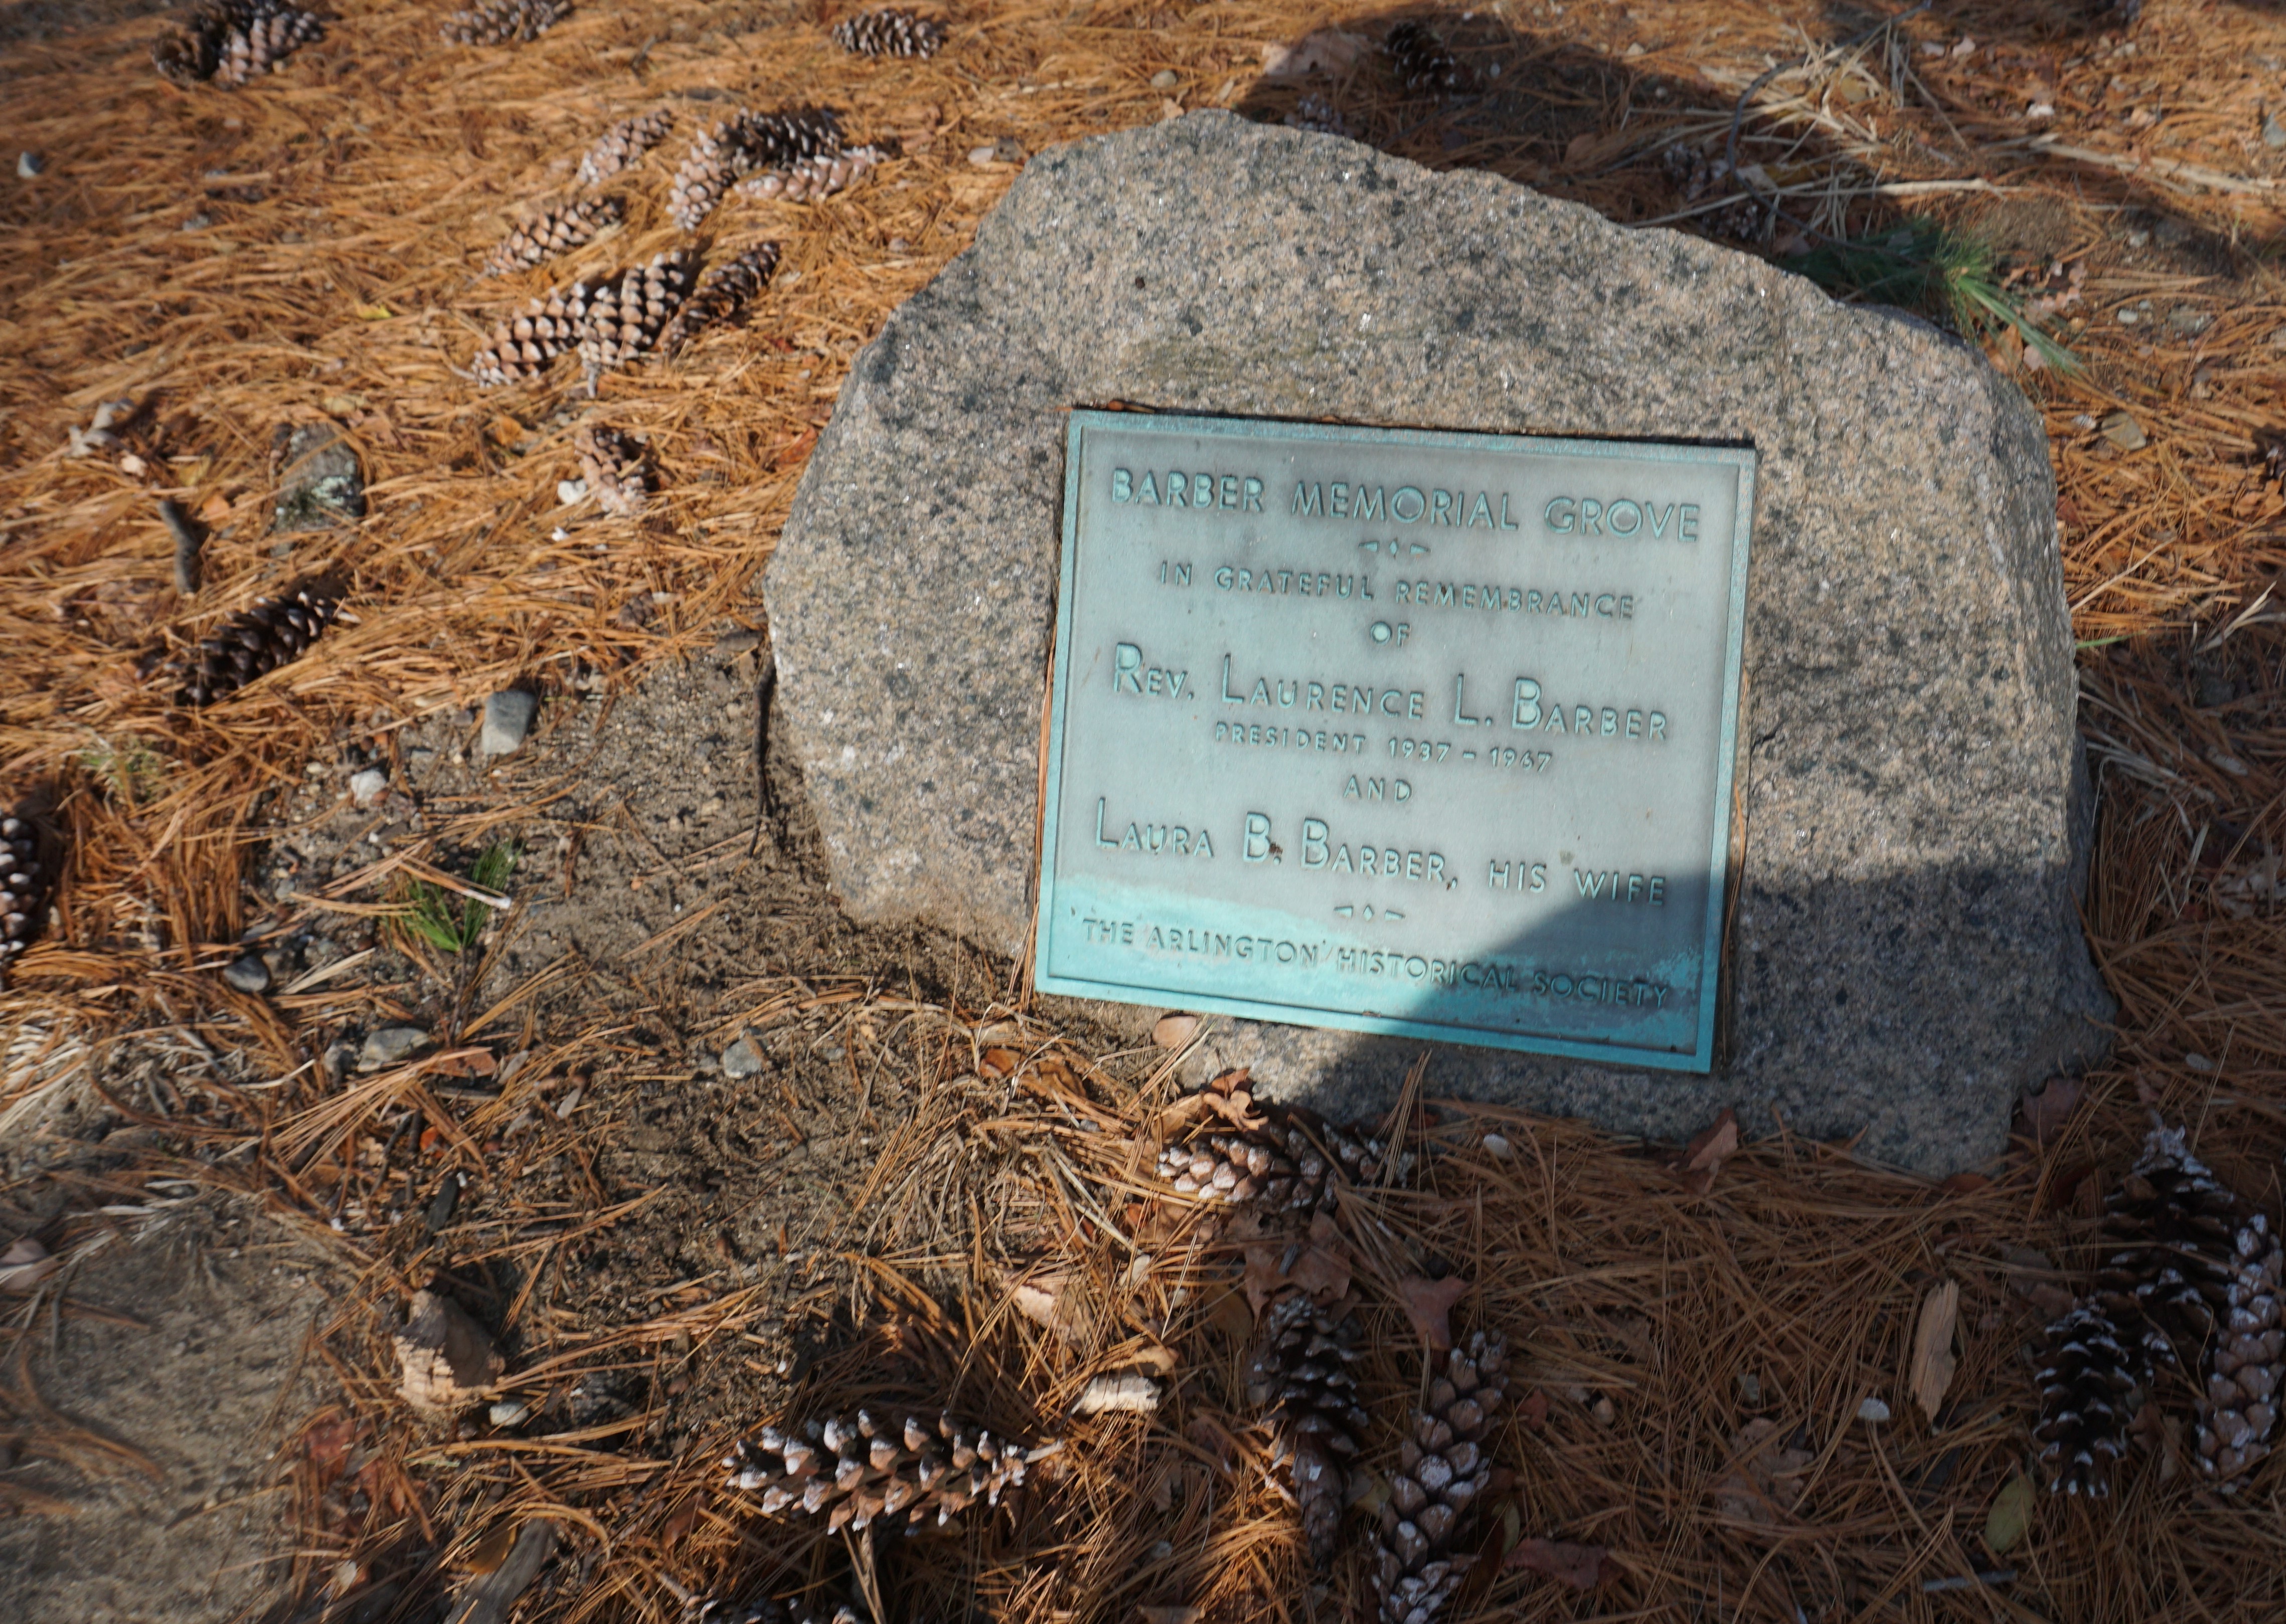 BARBER MEMORIAL GROVE
IN GRATEFUL REMEMBRANCE
OF
REV. LAURENCE L. BARBER
PRESIDENT 1937 - 1967
AND
LAURA B. BARBER, HIS WIFE
THE ARLINGTON HISTORICAL SOCIETY